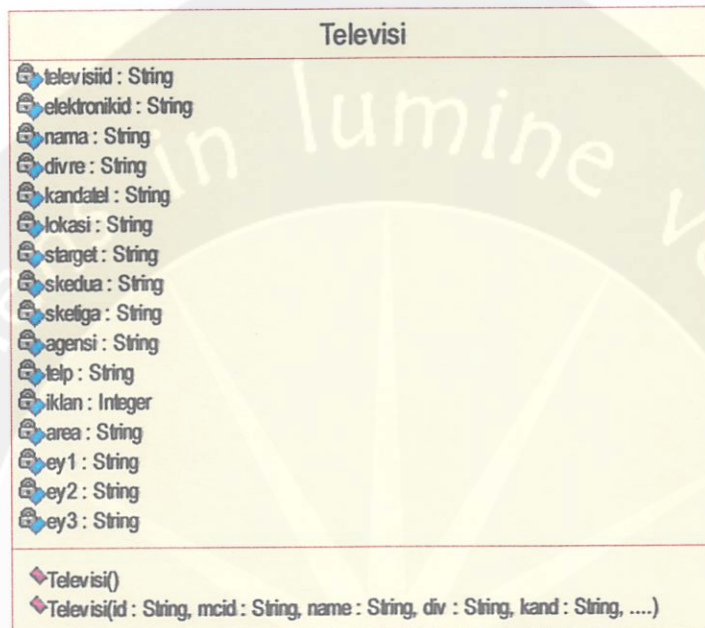 Televisi
televisiid : String
elektronikid : String
nama : String
divre : String
kandatel : String
lokasi : String
starget : String
skedua : String
sketiga : String
agensi : String
telp : String
iklan : Integer
area : String
ey1 : String
ey2 : String
ey3 : String
Televisi()
Televisi(id : String, mcid : String, name : String, div : String, kand : String, ....)
in lumine